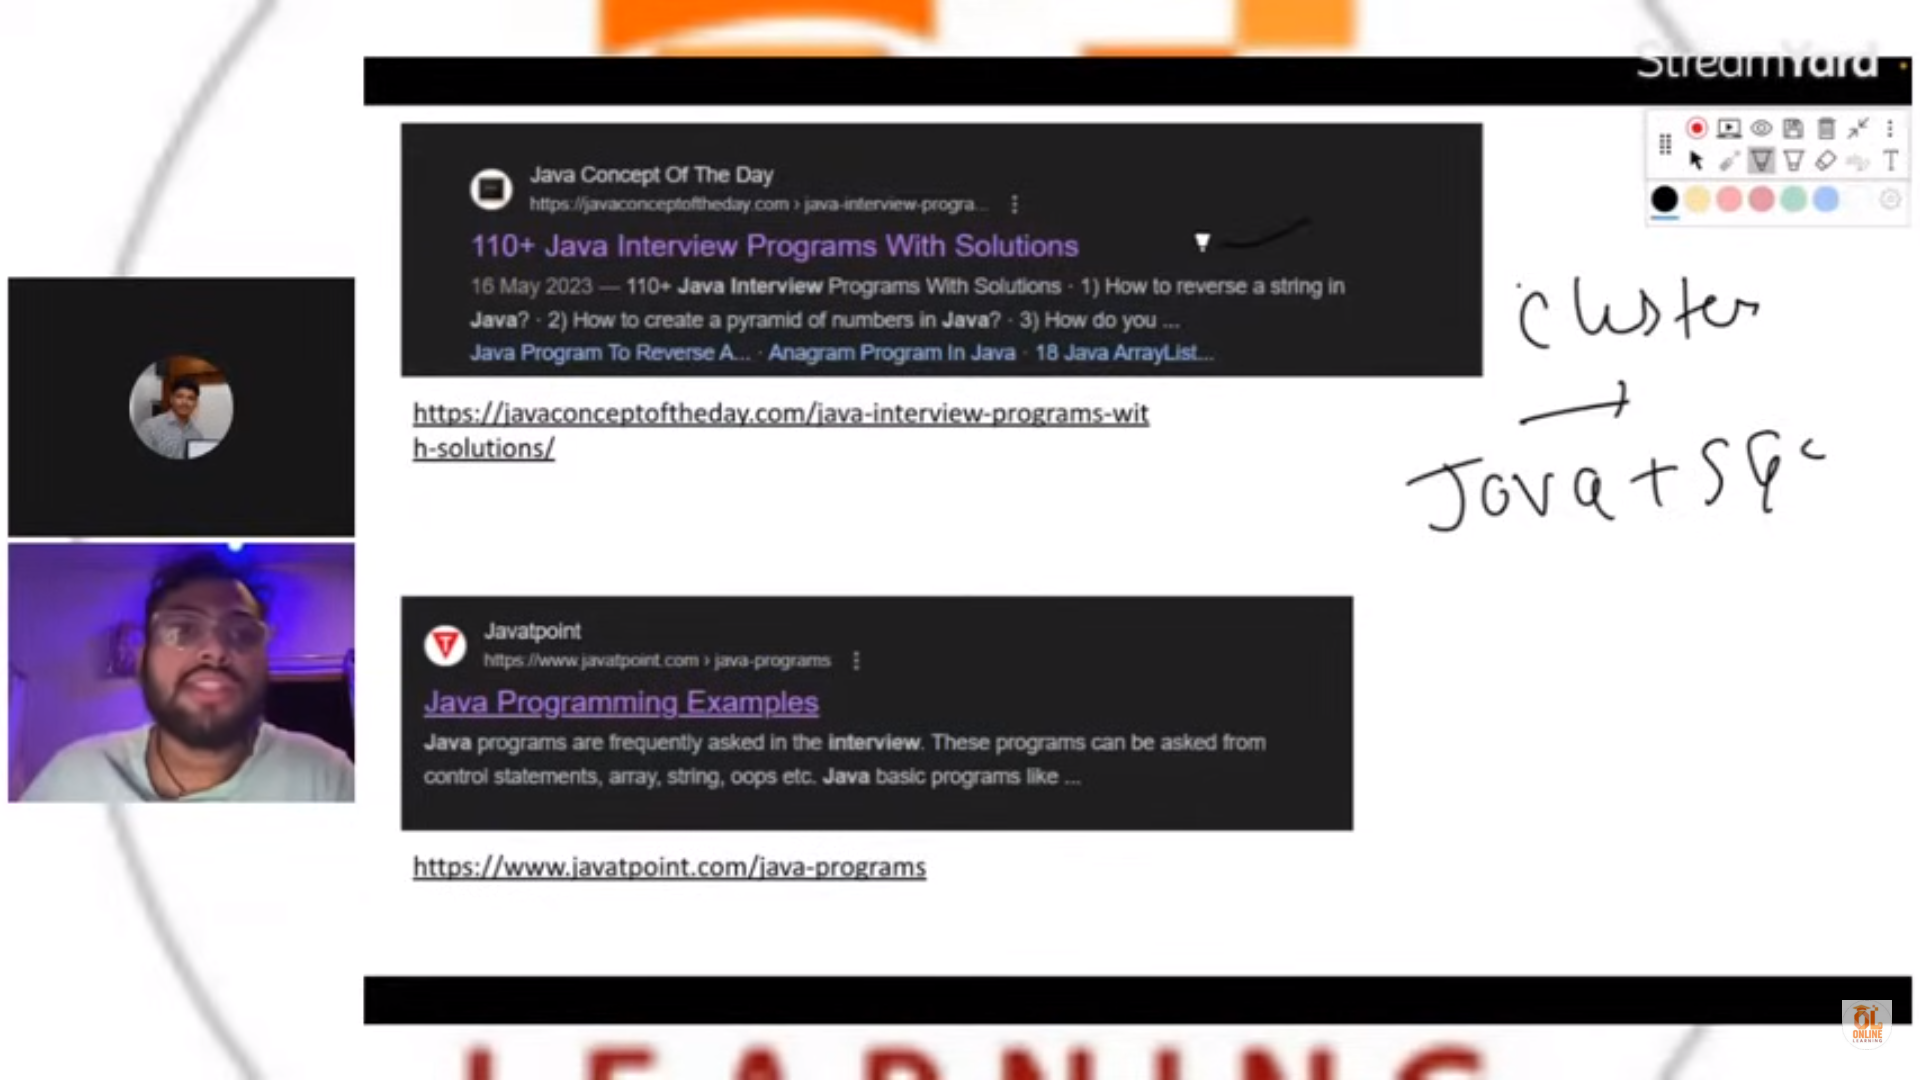 StreamYard
Java Concept Of The Day
https://javaconceptoftheday.com › java-interview-progra...
110+ Java Interview Programs With Solutions
16 May 2023 — 110+ Java Interview Programs With Solutions · 1) How to reverse a string in
Java? · 2) How to create a pyramid of numbers in Java? · 3) How do you ...
Java Program To Reverse A... · Anagram Program In Java · 18 Java ArrayList...
https://javaconceptoftheday.com/java-interview-programs-wit
h-solutions/
cluster
Java +
Javatpoint
https://www.javatpoint.com › java-programs
Java Programming Examples
Java programs are frequently asked in the interview. These programs can be asked from
control statements, array, string, oops etc. Java basic programs like ...
https://www.javatpoint.com/java-programs
OL
ONLINE
LEARNING
LEARNING